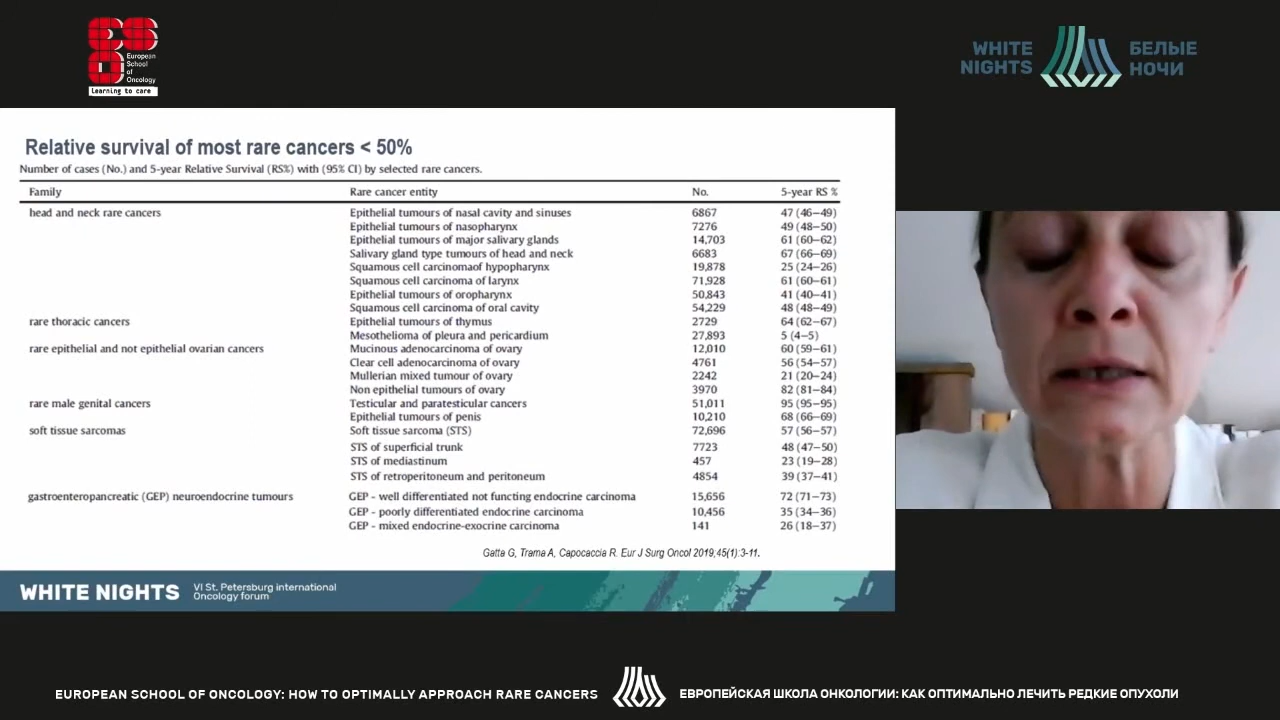 European
School
of
Oncology
Learning to care
WHITE
NIGHTS
БЕЛЫЕ
НОЧИ
Relative survival of most rare cancers < 50%
Number of cases (No.) and 5-year Relative Survival (RS%) with (95% CI) by selected rare cancers.
Family Rare cancer entity No. 5-year RS %
head and neck rare cancers Epithelial tumours of nasal cavity and sinuses 6867 47 (46–49)
Epithelial tumours of nasopharynx 7276 49 (48–50)
Epithelial tumours of major salivary glands 14,703 61 (60–62)
Salivary gland type tumours of head and neck 6683 67 (66–69)
Squamous cell carcinomaof hypopharynx 19,878 25 (24–26)
Squamous cell carcinoma of larynx 71,928 61 (60–61)
Epithelial tumours of oropharynx 50,843 41 (40–41)
Squamous cell carcinoma of oral cavity 54,229 48 (48–49)
rare thoracic cancers Epithelial tumours of thymus 2729 64 (62–67)
Mesothelioma of pleura and pericardium 27,893 5 (4–5)
rare epithelial and not epithelial ovarian cancers Mucinous adenocarcinoma of ovary 12,010 60 (59–61)
Clear cell adenocarcinoma of ovary 4761 56 (54–57)
Mullerian mixed tumour of ovary 2242 21 (20–24)
Non epithelial tumours of ovary 3970 82 (81–84)
rare male genital cancers Testicular and paratesticular cancers 51,011 95 (95–95)
Epithelial tumours of penis 10,210 68 (66–69)
soft tissue sarcomas Soft tissue sarcoma (STS) 72,696 57 (56–57)
STS of superficial trunk 7723 48 (47–50)
STS of mediastinum 457 23 (19–28)
STS of retroperitoneum and peritoneum 4854 39 (37–41)
gastroenteropancreatic (GEP) neuroendocrine tumours GEP - well differentiated not functing endocrine carcinoma 15,656 72 (71–73)
GEP - poorly differentiated endocrine carcinoma 10,456 35 (34–36)
GEP - mixed endocrine-exocrine carcinoma 141 26 (18–37)
Gatta G, Trama A, Capocaccia R. Eur J Surg Oncol 2019;45(1):3-11.
WHITE NIGHTS
VI St. Petersburg international
Oncology forum
EUROPEAN SCHOOL OF ONCOLOGY: HOW TO OPTIMALLY APPROACH RARE CANCERS
ЕВРОПЕЙСКАЯ ШКОЛА ОНКОЛОГИИ: КАК ОПТИМАЛЬНО ЛЕЧИТЬ РЕДКИЕ ОПУХОЛИ